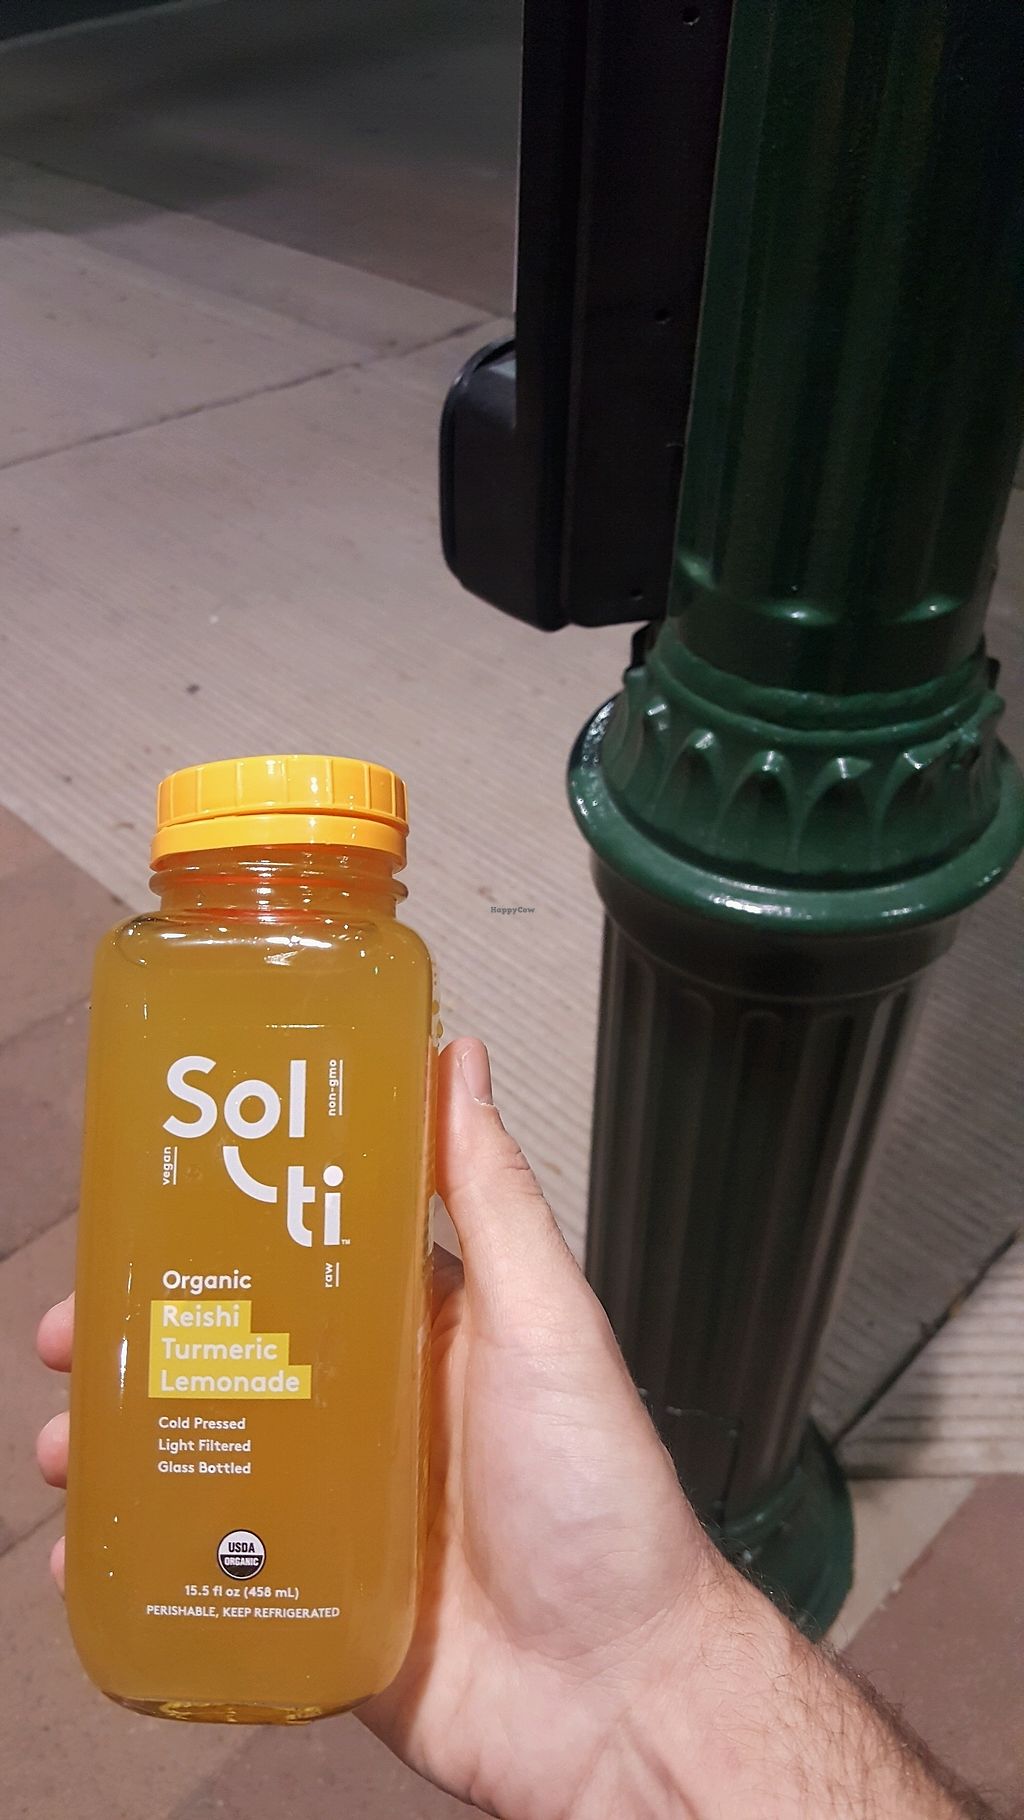 HappyCow
Sol
non-gmo
vegan
ti™
raw
Organic
Reishi
Turmeric
Lemonade
Cold Pressed
Light Filtered
Glass Bottled
USDA
ORGANIC
15.5 fl oz (458 mL)
PERISHABLE, KEEP REFRIGERATED